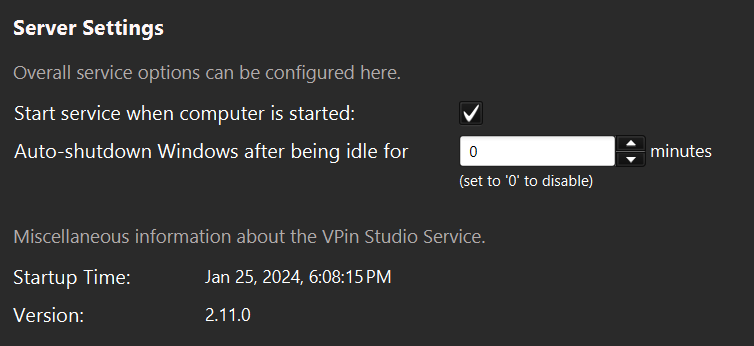 Server Settings
Overall service options can be configured here.
Start service when computer is started:
Auto-shutdown Windows after being idle for 0 minutes
(set to '0' to disable)
Miscellaneous information about the VPin Studio Service.
Startup Time: Jan 25, 2024, 6:08:15 PM
Version: 2.11.0